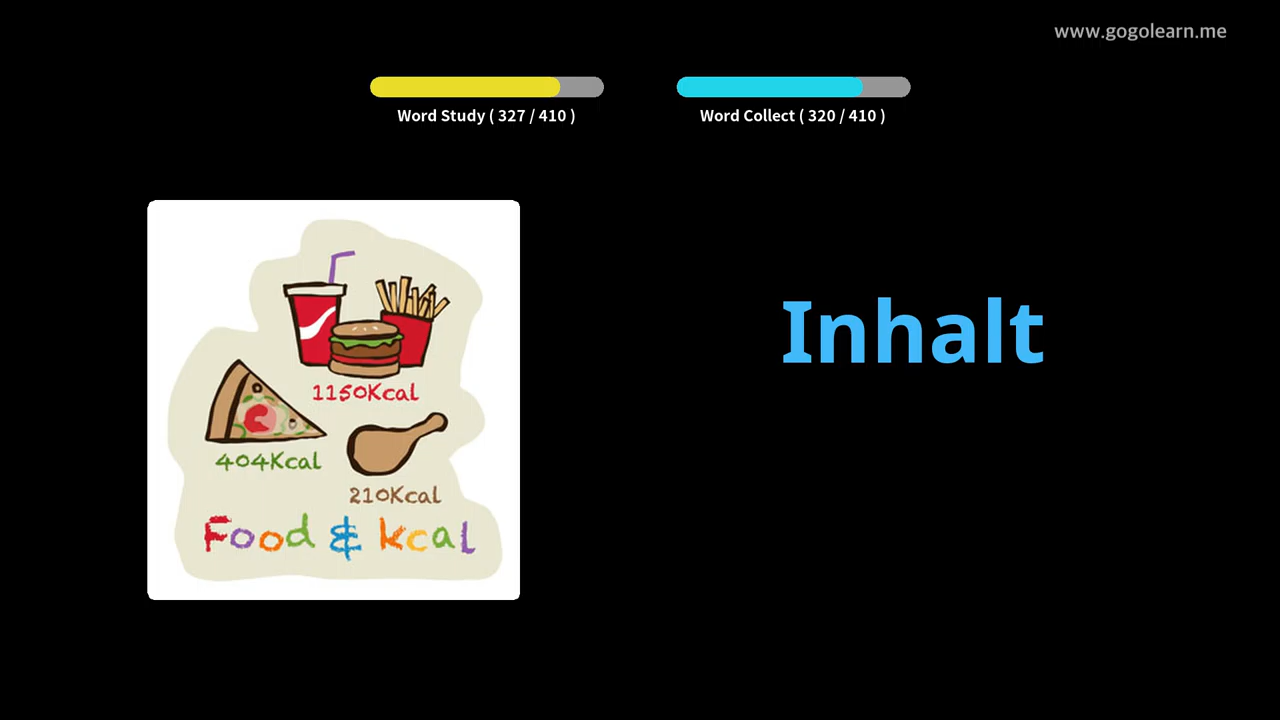 www.gogolearn.me
Word Study ( 327 / 410 )
Word Collect ( 320 / 410 )
1150Kcal
404Kcal
210Kcal
Food & kcal
Inhalt